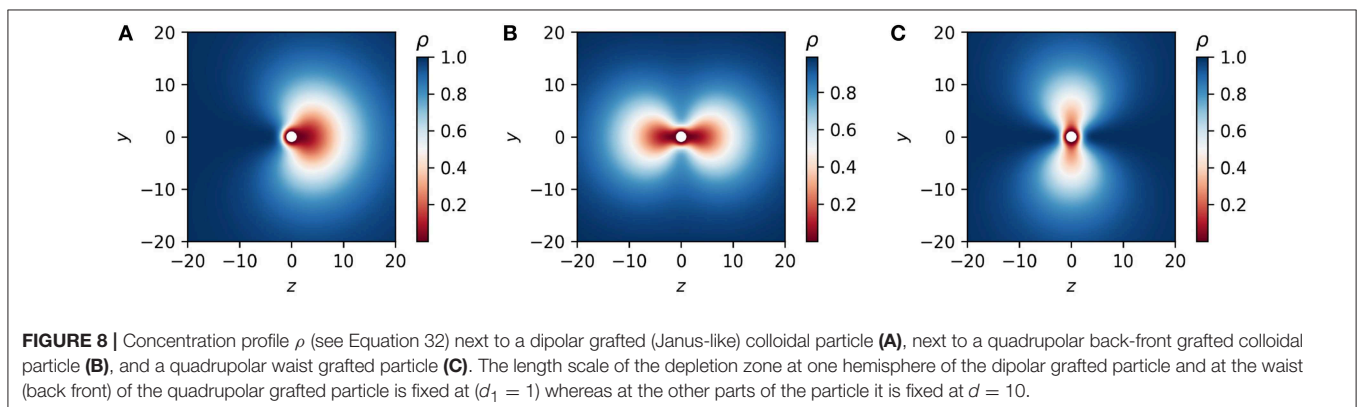 A
B
C
ρ
ρ
ρ
20
10
0
−10
−20
y
−20 −10 0 10 20
z
1.0
0.8
0.6
0.4
0.2
20
10
0
−10
−20
y
−20 −10 0 10 20
z
0.8
0.6
0.4
0.2
20
10
0
−10
−20
y
−20 −10 0 10 20
z
1.0
0.8
0.6
0.4
0.2
FIGURE 8 | Concentration profile ρ (see Equation 32) next to a dipolar grafted (Janus-like) colloidal particle (A), next to a quadrupolar back-front grafted colloidal
particle (B), and a quadrupolar waist grafted particle (C). The length scale of the depletion zone at one hemisphere of the dipolar grafted particle and at the waist
(back front) of the quadrupolar grafted particle is fixed at (d₁ = 1) whereas at the other parts of the particle it is fixed at d = 10.